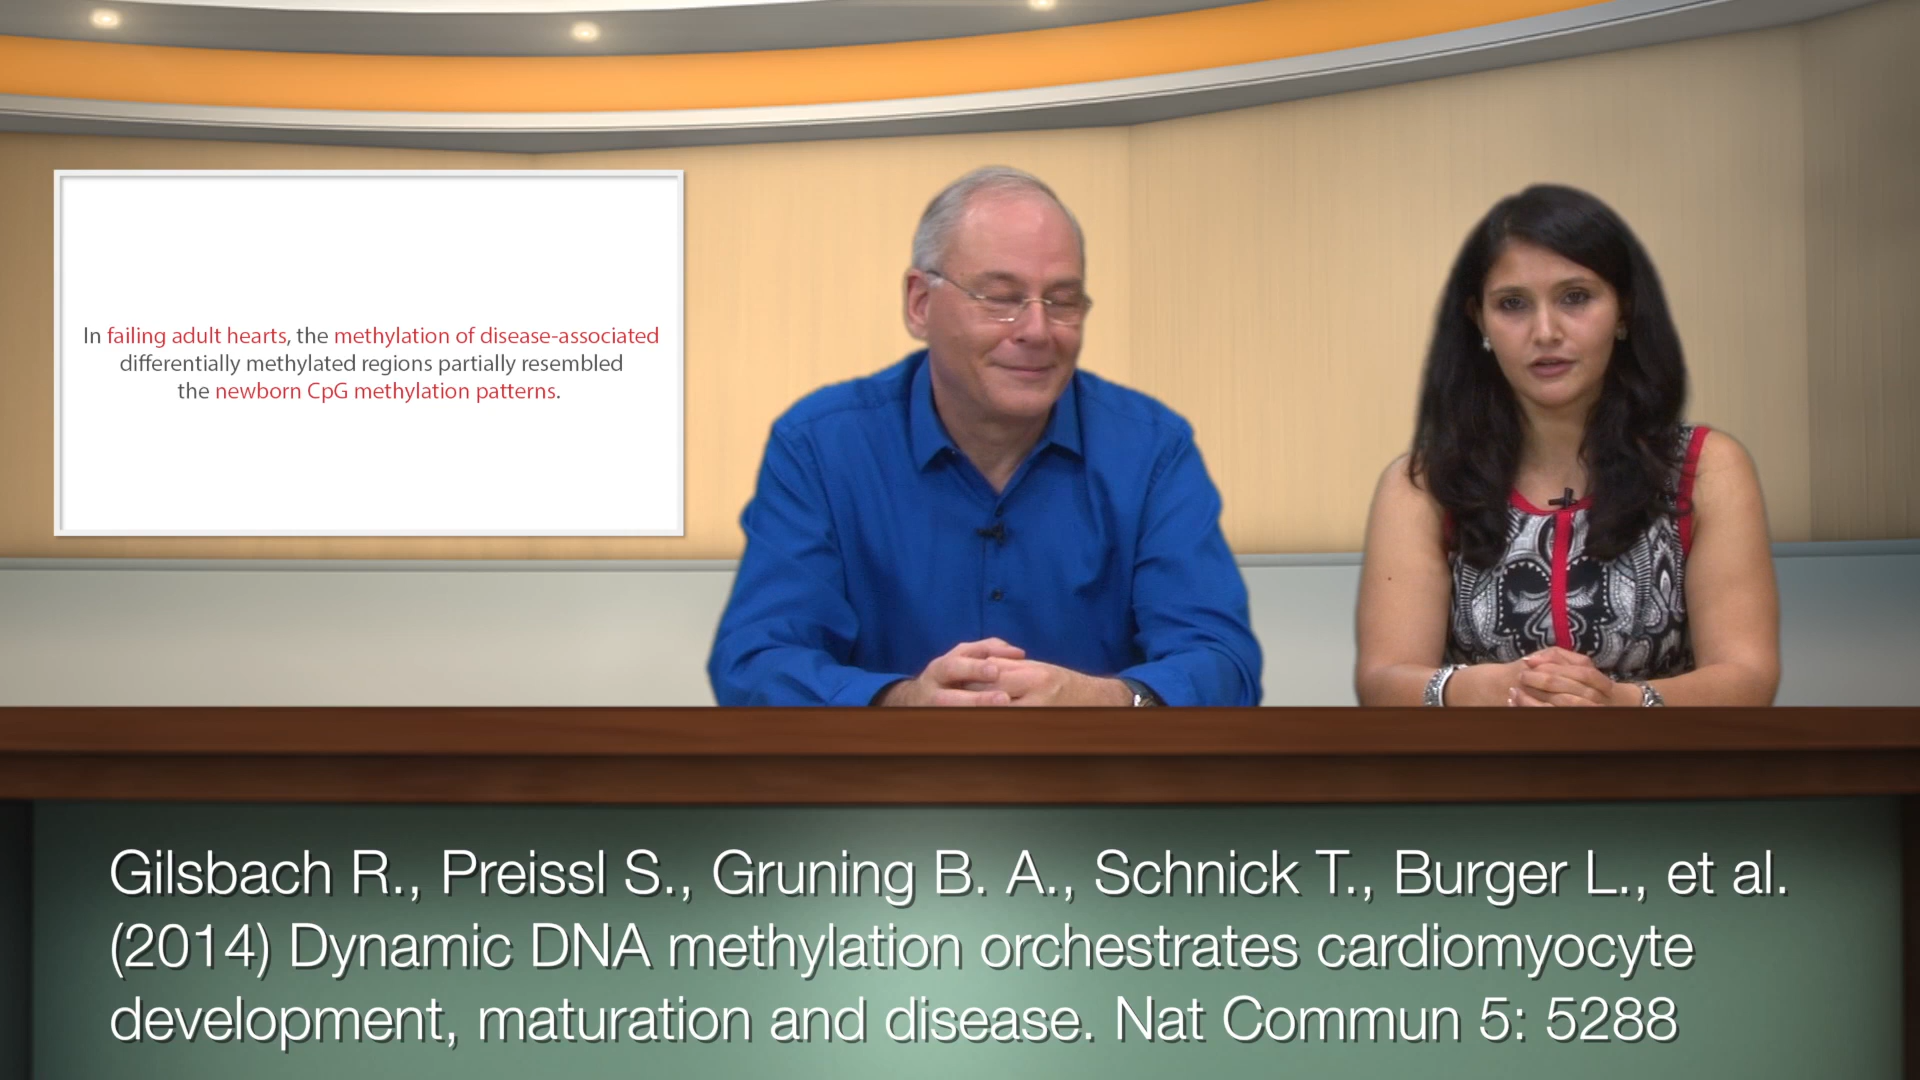 In failing adult hearts, the methylation of disease-associated
differentially methylated regions partially resembled
the newborn CpG methylation patterns.
Gilsbach R., Preissl S., Gruning B. A., Schnick T., Burger L., et al.
(2014) Dynamic DNA methylation orchestrates cardiomyocyte
development, maturation and disease. Nat Commun 5: 5288